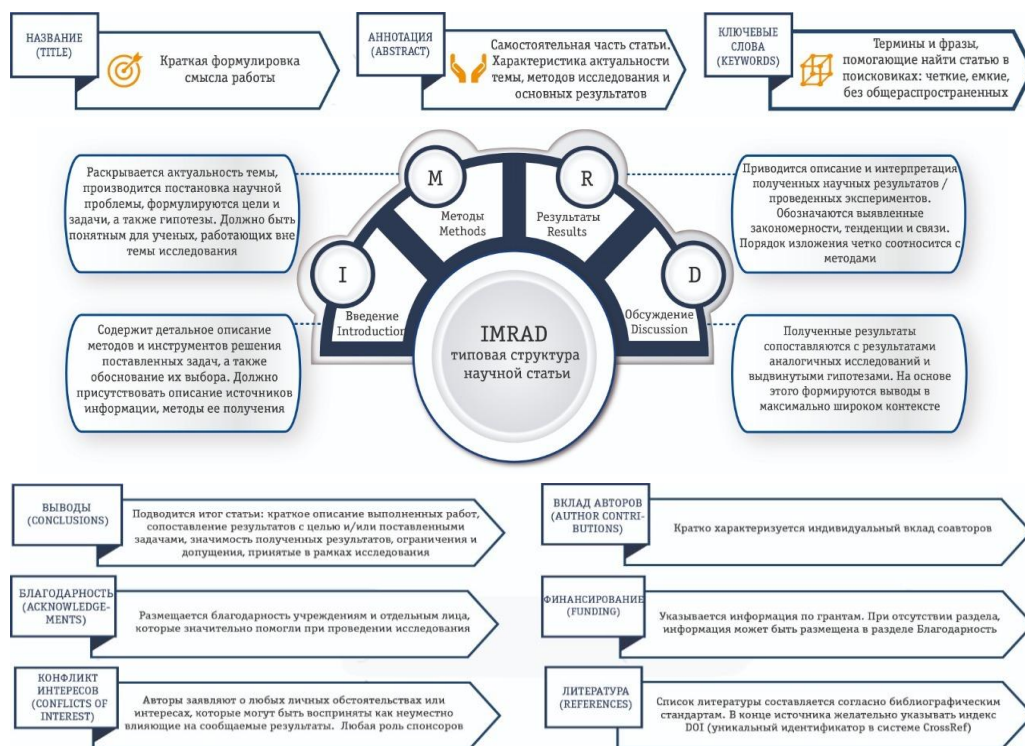 НАЗВАНИЕ
(TITLE)
Краткая формулировка
смысла работы
АННОТАЦИЯ
(ABSTRACT)
Самостоятельная часть статьи.
Характеристика актуальности
темы, методов исследования и
основных результатов
КЛЮЧЕВЫЕ
СЛОВА
(KEYWORDS)
Термины и фразы,
помогающие найти статью в
поисковиках: четкие, емкие,
без общераспространенных
Раскрывается актуальность темы,
производится постановка научной
проблемы, формулируются цели и
задачи, а также гипотезы. Должно быть
понятным для ученых, работающих вне
темы исследования
M
Методы
Methods
R
Результаты
Results
Приводится описание и интерпретация
полученных научных результатов /
проведенных экспериментов.
Обозначаются выявленные
закономерности, тенденции и связи.
Порядок изложения четко соотносится с
методами
I
Введение
Introduction
D
Обсуждение
Discussion
IMRAD
типовая структура
научной статьи
Содержит детальное описание
методов и инструментов решения
поставленных задач, а также
обоснование их выбора. Должно
присутствовать описание источников
информации, методы ее получения
Полученные результаты
сопоставляются с результатами
аналогичных исследований и
выдвинутыми гипотезами. На основе
этого формируются выводы в
максимально широком контексте
ВЫВОДЫ
(CONCLUSIONS)
Подводится итог статьи: краткое описание выполненных работ,
сопоставление результатов с целью и/или поставленными
задачами, значимость полученных результатов, ограничения и
допущения, принятые в рамках исследования
ВКЛАД АВТОРОВ
(AUTHOR CONTRI-
BUTIONS)
Кратко характеризуется индивидуальный вклад соавторов
БЛАГОДАРНОСТЬ
(ACKNOWLEDGE-
MENTS)
Размещается благодарность учреждениям и отдельным лица,
которые значительно помогли при проведении исследования
ФИНАНСИРОВАНИЕ
(FUNDING)
Указывается информация по грантам. При отсутствии раздела,
информация может быть размещена в разделе Благодарность
КОНФЛИКТ
ИНТЕРЕСОВ
(CONFLICTS OF
INTEREST)
Авторы заявляют о любых личных обстоятельствах или
интересах, которые могут быть восприняты как неуместно
влияющие на сообщаемые результаты. Любая роль спонсоров
ЛИТЕРАТУРА
(REFERENCES)
Список литературы составляется согласно библиографическим
стандартам. В конце источника желательно указывать индекс
DOI (уникальный идентификатор в системе CrossRef)